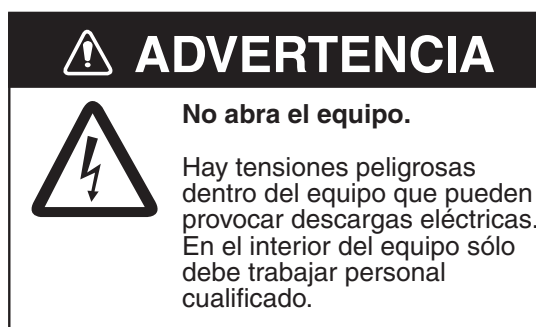 ADVERTENCIA
No abra el equipo.
Hay tensiones peligrosas
dentro del equipo que pueden
provocar descargas eléctricas.
En el interior del equipo sólo
debe trabajar personal
cualificado.